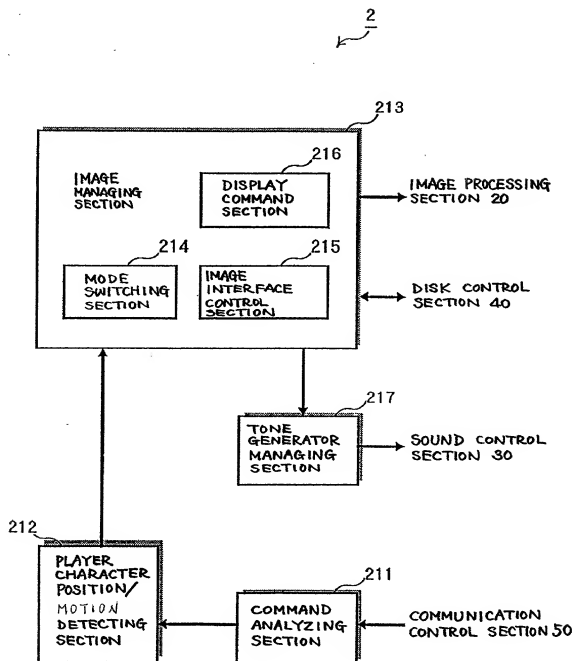 2
213
IMAGE
MANAGING
SECTION
216
DISPLAY
COMMAND
SECTION
IMAGE PROCESSING
SECTION 20
214
MODE
SWITCHING
SECTION
215
IMAGE
INTERFACE
CONTROL
SECTION
DISK CONTROL
SECTION 40
217
TONE
GENERATOR
MANAGING
SECTION
SOUND CONTROL
SECTION 30
212
PLAYER
CHARACTER
POSITION/
MOTION
DETECTING
SECTION
211
COMMAND
ANALYZING
SECTION
COMMUNICATION
CONTROL SECTION 50